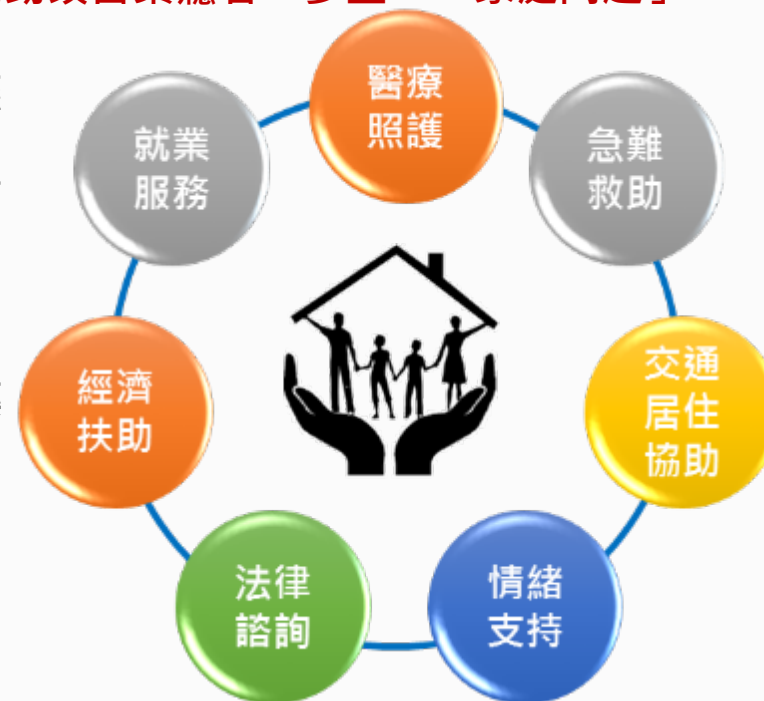 醫療
照護
急難
救助
交通
居住
協助
情緒
支持
法律
諮詢
經濟
扶助
就業
服務